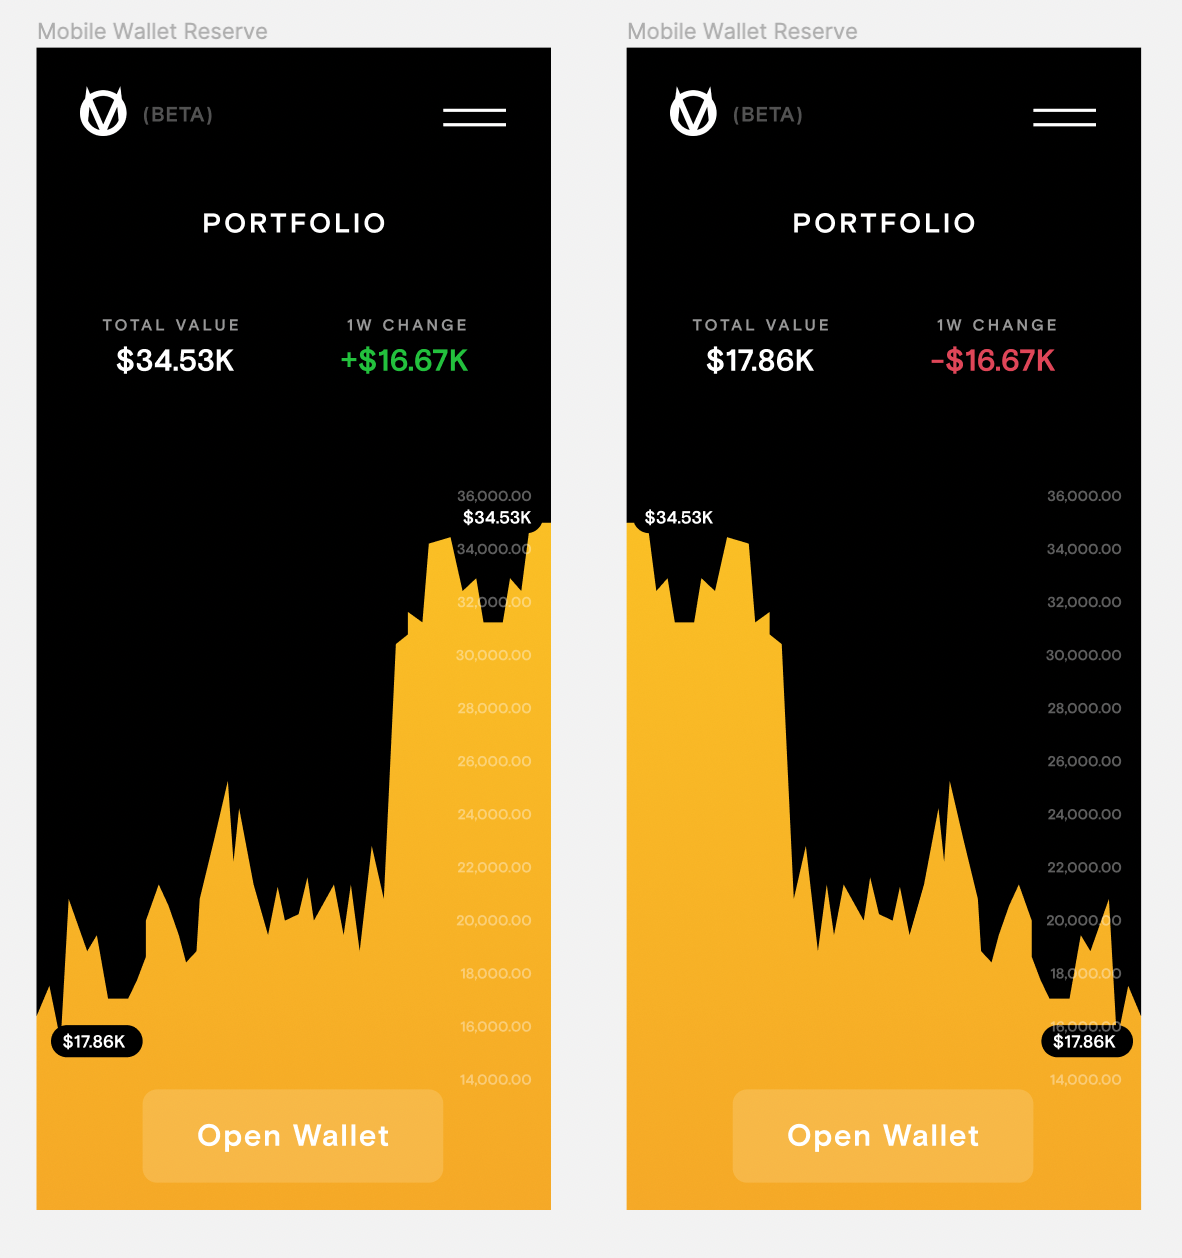 Mobile Wallet Reserve
(BETA)
PORTFOLIO
TOTAL VALUE
1W CHANGE
$34.53K
+$16.67K
36,000.00
$34.53K
34,000.00
32,000.00
30,000.00
28,000.00
26,000.00
24,000.00
22,000.00
20,000.00
18,000.00
16,000.00
$17.86K
14,000.00
Open Wallet
Mobile Wallet Reserve
(BETA)
PORTFOLIO
TOTAL VALUE
1W CHANGE
$17.86K
-$16.67K
36,000.00
$34.53K
34,000.00
32,000.00
30,000.00
28,000.00
26,000.00
24,000.00
22,000.00
20,000.00
18,000.00
16,000.00
$17.86K
14,000.00
Open Wallet